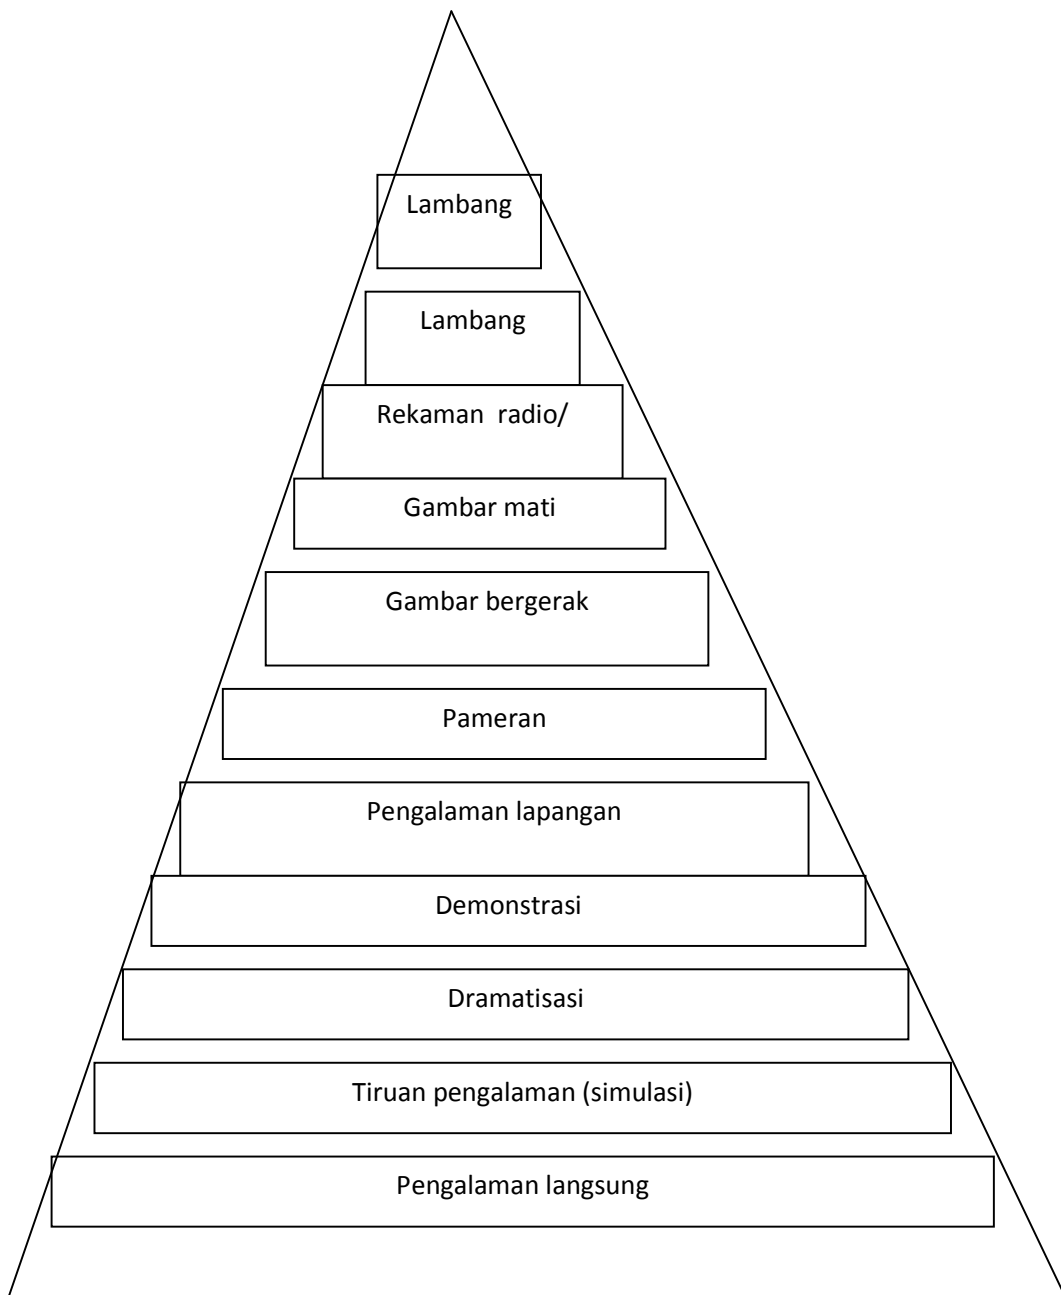 Lambang
Lambang
Rekaman  radio/
Gambar mati
Gambar bergerak
Pameran
Pengalaman lapangan
Demonstrasi
Dramatisasi
Tiruan pengalaman (simulasi)
Pengalaman langsung